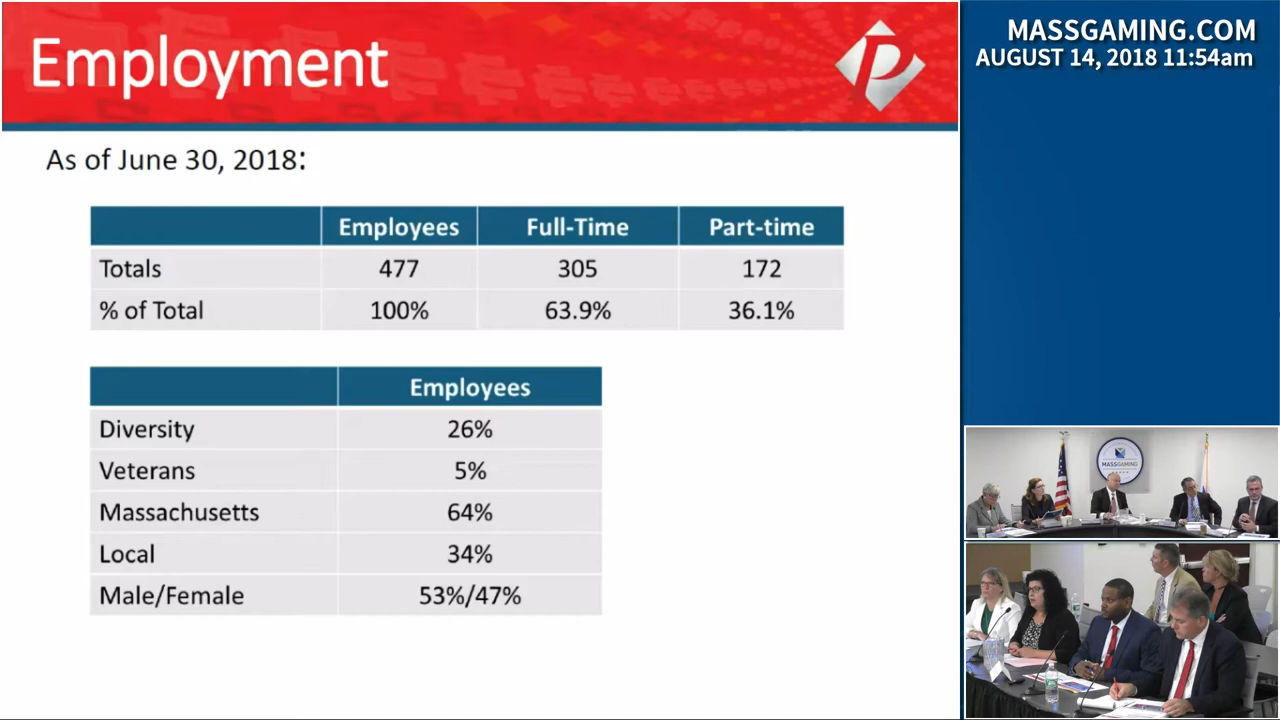 Employment
P
As of June 30, 2018:
Employees Full-Time Part-time
Totals 477 305 172
% of Total 100% 63.9% 36.1%
Employees
Diversity 26%
Veterans 5%
Massachusetts 64%
Local 34%
Male/Female 53%/47%
MASSGAMING.COM
AUGUST 14, 2018 11:54am
MASSGAMING